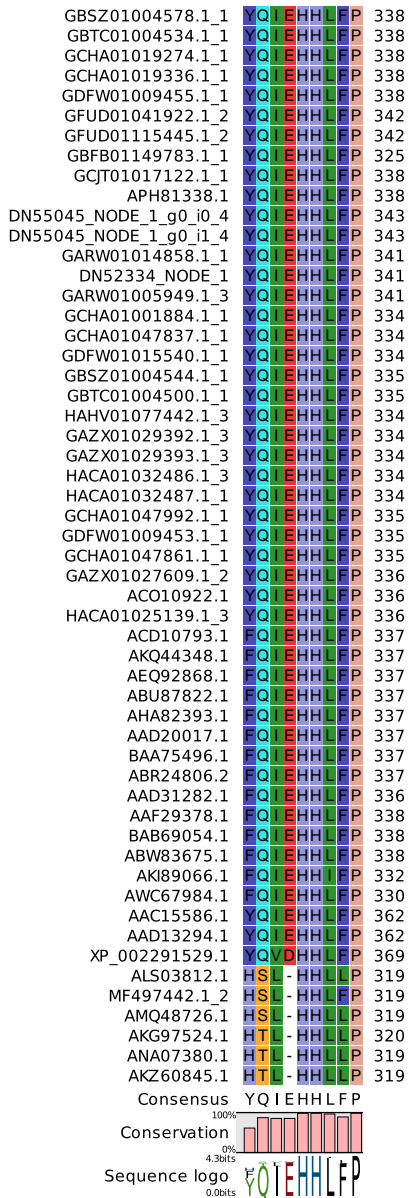 GBSZ01004578.1_1 YQIEHHLFP 338
GBTC01004534.1_1 YQIEHHLFP 338
GCHA01019274.1_1 YQIEHHLFP 338
GCHA01019336.1_1 YQIEHHLFP 338
GDFW01009455.1_1 YQIEHHLFP 338
GFUD01041922.1_2 YQIEHHLFP 342
GFUD01115445.1_2 YQIEHHLFP 342
GBFB01149783.1_1 YQIEHHLFP 325
GCJT01017122.1_1 YQIEHHLFP 338
APH81338.1 YQIEHHLFP 338
DN55045_NODE_1_g0_i0_4 YQIEHHLFP 343
DN55045_NODE_1_g0_i1_4 YQIEHHLFP 343
GARW01014858.1_1 YQIEHHLFP 341
DN52334_NODE_1 YQIEHHLFP 341
GARW01005949.1_3 YQIEHHLFP 341
GCHA01001884.1_1 YQIEHHLFP 334
GCHA01047837.1_1 YQIEHHLFP 334
GDFW01015540.1_1 YQIEHHLFP 334
GBSZ01004544.1_1 YQIEHHLFP 335
GBTC01004500.1_1 YQIEHHLFP 335
HAHV01077442.1_3 YQIEHHLFP 334
GAZX01029392.1_3 YQIEHHLFP 334
GAZX01029393.1_3 YQIEHHLFP 334
HACA01032486.1_3 YQIEHHLFP 334
HACA01032487.1_1 YQIEHHLFP 334
GCHA01047992.1_1 YQIEHHLFP 335
GDFW01009453.1_1 YQIEHHLFP 335
GCHA01047861.1_1 YQIEHHLFP 335
GAZX01027609.1_2 YQIEHHLFP 336
ACO10922.1 YQIEHHLFP 336
HACA01025139.1_3 YQIEHHLFP 336
ACD10793.1 FQIEHHLFP 337
AKQ44348.1 FQIEHHLFP 337
AEQ92868.1 FQIEHHLFP 337
ABU87822.1 FQIEHHLFP 337
AHA82393.1 FQIEHHLFP 337
AAD20017.1 FQIEHHLFP 337
BAA75496.1 FQIEHHLFP 337
ABR24806.2 FQIEHHLFP 337
AAD31282.1 FQIEHHLFP 336
AAF29378.1 FQIEHHLFP 338
BAB69054.1 FQIEHHLFP 338
ABW83675.1 FQIEHHLFP 338
AKI89066.1 FQIEHHIFP 332
AWC67984.1 FQIEHHLFP 330
AAC15586.1 YQIEHHLFP 362
AAD13294.1 YQIEHHLFP 362
XP_002291529.1 YQVDHHLFP 369
ALS03812.1 HSL-HHLLP 319
MF497442.1_2 HSL-HHLFP 319
AMQ48726.1 HSL-HHLLP 319
AKG97524.1 HTL-HHLLP 320
ANA07380.1 HTL-HHLLP 319
AKZ60845.1 HTL-HHLLP 319
Consensus YQIEHHLFP
100%
Conservation
0%
4.3bits
Sequence logo YQIEHHLFP
0.0bits